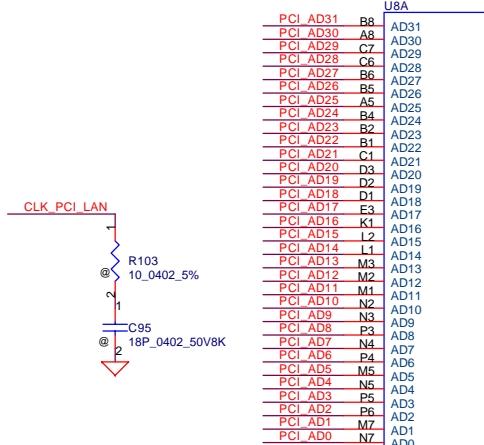 U8A
PCI_AD31 B8 AD31
PCI_AD30 A8 AD30
PCI_AD29 C7 AD29
PCI_AD28 C6 AD28
PCI_AD27 B6 AD27
PCI_AD26 B5 AD26
PCI_AD25 A5 AD25
PCI_AD24 B4 AD24
PCI_AD23 B2 AD23
PCI_AD22 B1 AD22
PCI_AD21 C1 AD21
PCI_AD20 D3 AD20
PCI_AD19 D2 AD19
PCI_AD18 D1 AD18
PCI_AD17 E3 AD17
PCI_AD16 K1 AD16
PCI_AD15 L2 AD15
PCI_AD14 L1 AD14
PCI_AD13 M3 AD13
PCI_AD12 M2 AD12
PCI_AD11 M1 AD11
PCI_AD10 N2 AD10
PCI_AD9 N3 AD9
PCI_AD8 P3 AD8
PCI_AD7 N4 AD7
PCI_AD6 P4 AD6
PCI_AD5 M5 AD5
PCI_AD4 N5 AD4
PCI_AD3 P5 AD3
PCI_AD2 P6 AD2
PCI_AD1 M7 AD1
PCI_AD0 N7 AD0
CLK_PCI_LAN
1
R103
@ 10_0402_5%
2
1
C95
@ 18P_0402_50V8K
2